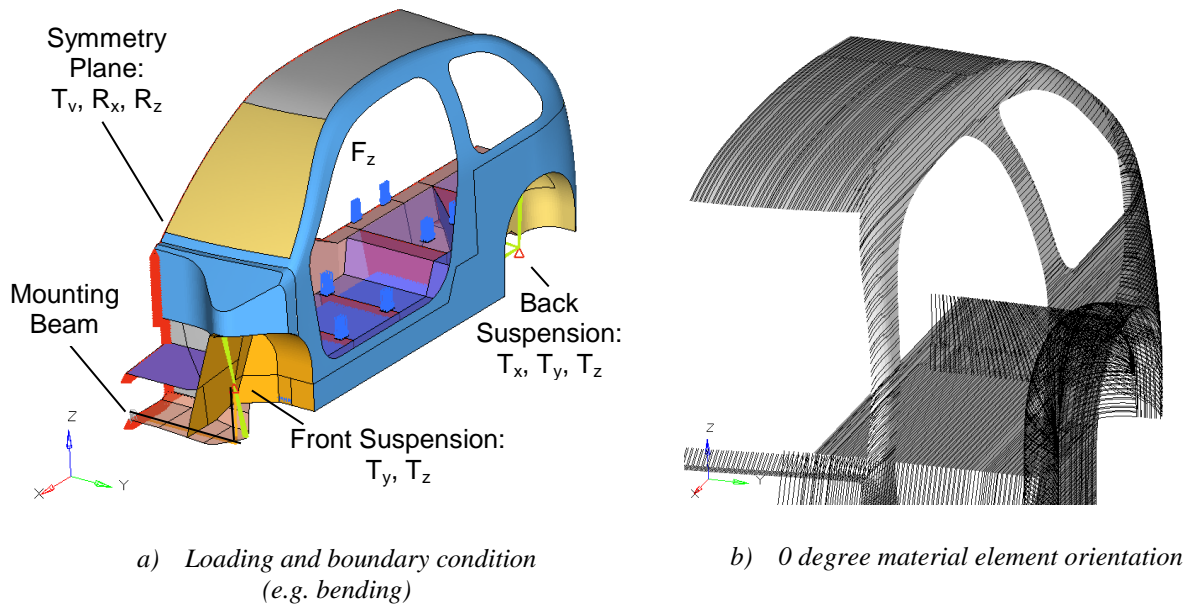 Symmetry
Plane:
Tv, Rx, Rz
Fz
Mounting
Beam
Back
Suspension:
Tx, Ty, Tz
Front Suspension:
Ty, Tz
Z
X
Y
Z
X
Y
a) Loading and boundary condition
(e.g. bending)
b) 0 degree material element orientation